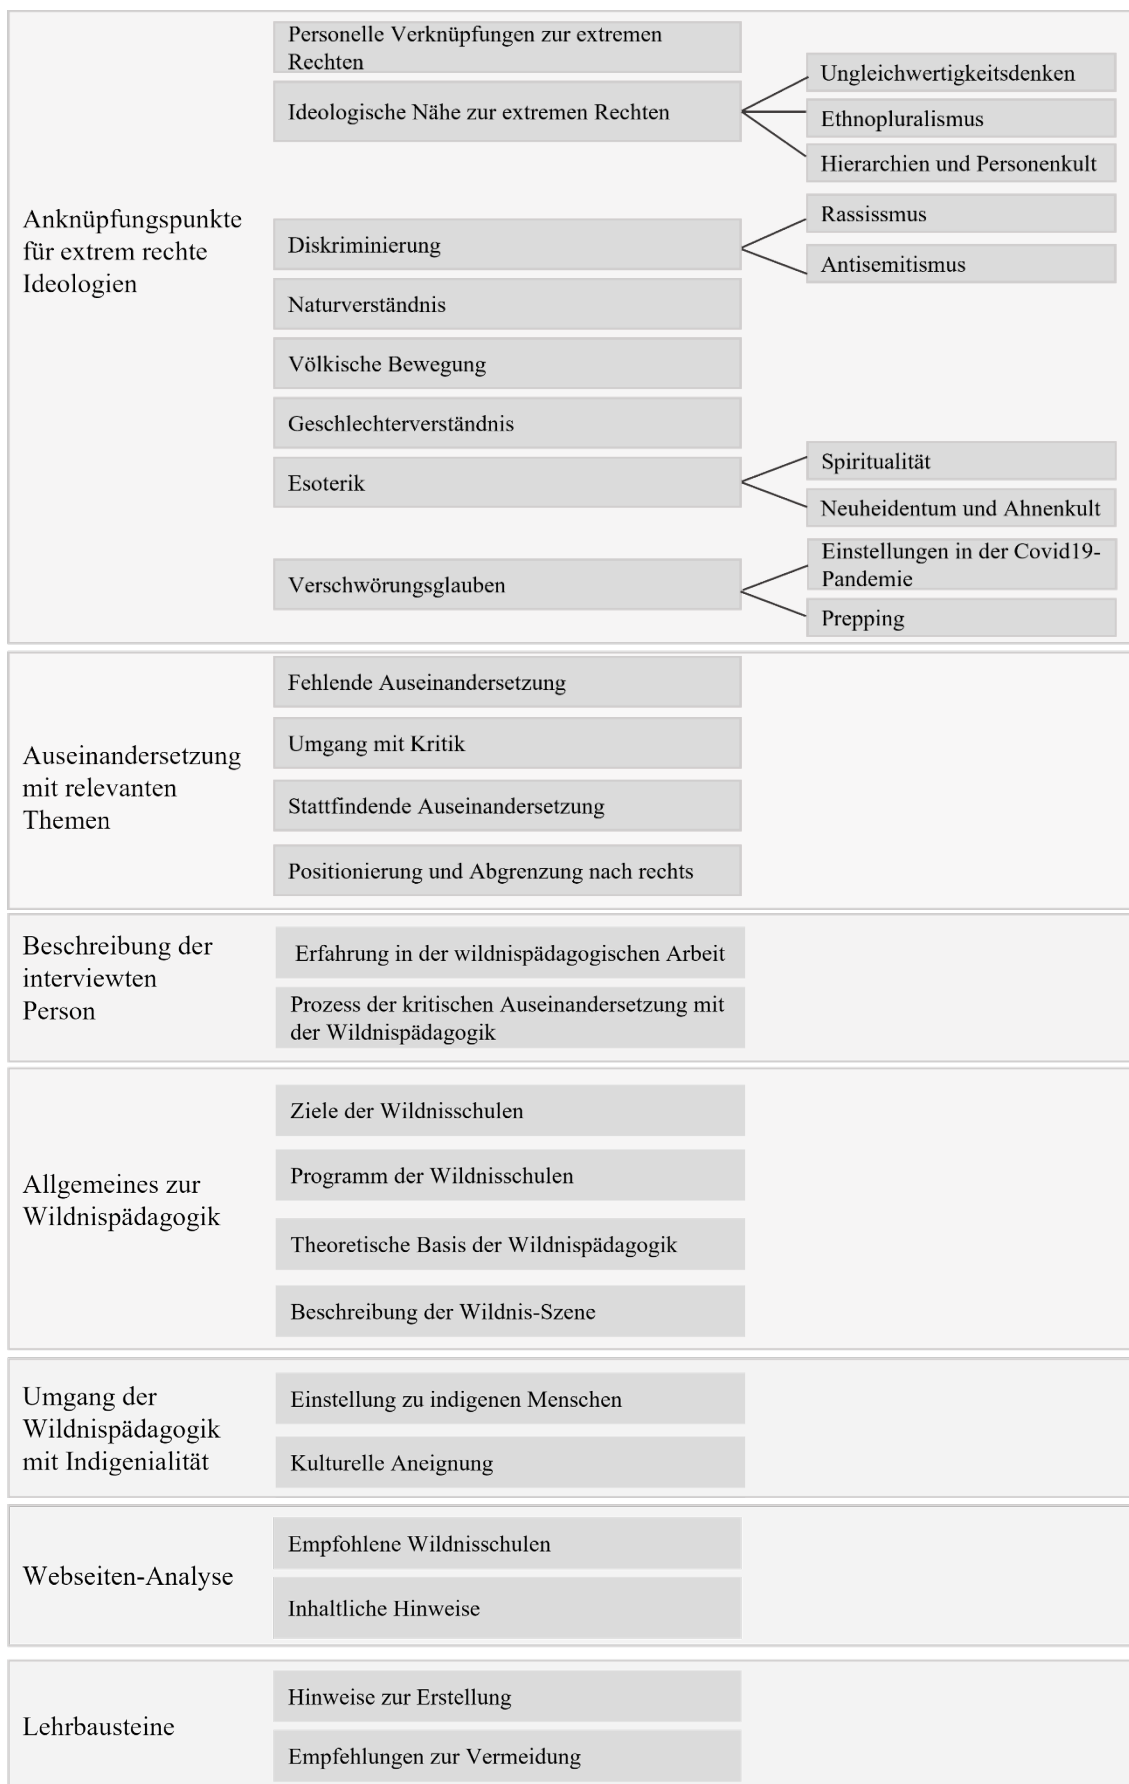 Anknüpfungspunkte
für extrem rechte
Ideologien
Personelle Verknüpfungen zur extremen
Rechten
Ideologische Nähe zur extremen Rechten
Ungleichwertigkeitsdenken
Ethnopluralismus
Hierarchien und Personenkult
Diskriminierung
Rassissmus
Antisemitismus
Naturverständnis
Völkische Bewegung
Geschlechterverständnis
Esoterik
Spiritualität
Neuheidentum und Ahnenkult
Verschwörungsglauben
Einstellungen in der Covid19-
Pandemie
Prepping
Auseinandersetzung
mit relevanten
Themen
Fehlende Auseinandersetzung
Umgang mit Kritik
Stattfindende Auseinandersetzung
Positionierung und Abgrenzung nach rechts
Beschreibung der
interviewten
Person
Erfahrung in der wildnispädagogischen Arbeit
Prozess der kritischen Auseinandersetzung mit
der Wildnispädagogik
Allgemeines zur
Wildnispädagogik
Ziele der Wildnisschulen
Programm der Wildnisschulen
Theoretische Basis der Wildnispädagogik
Beschreibung der Wildnis-Szene
Umgang der
Wildnispädagogik
mit Indigenialität
Einstellung zu indigenen Menschen
Kulturelle Aneignung
Webseiten-Analyse
Empfohlene Wildnisschulen
Inhaltliche Hinweise
Lehrbausteine
Hinweise zur Erstellung
Empfehlungen zur Vermeidung